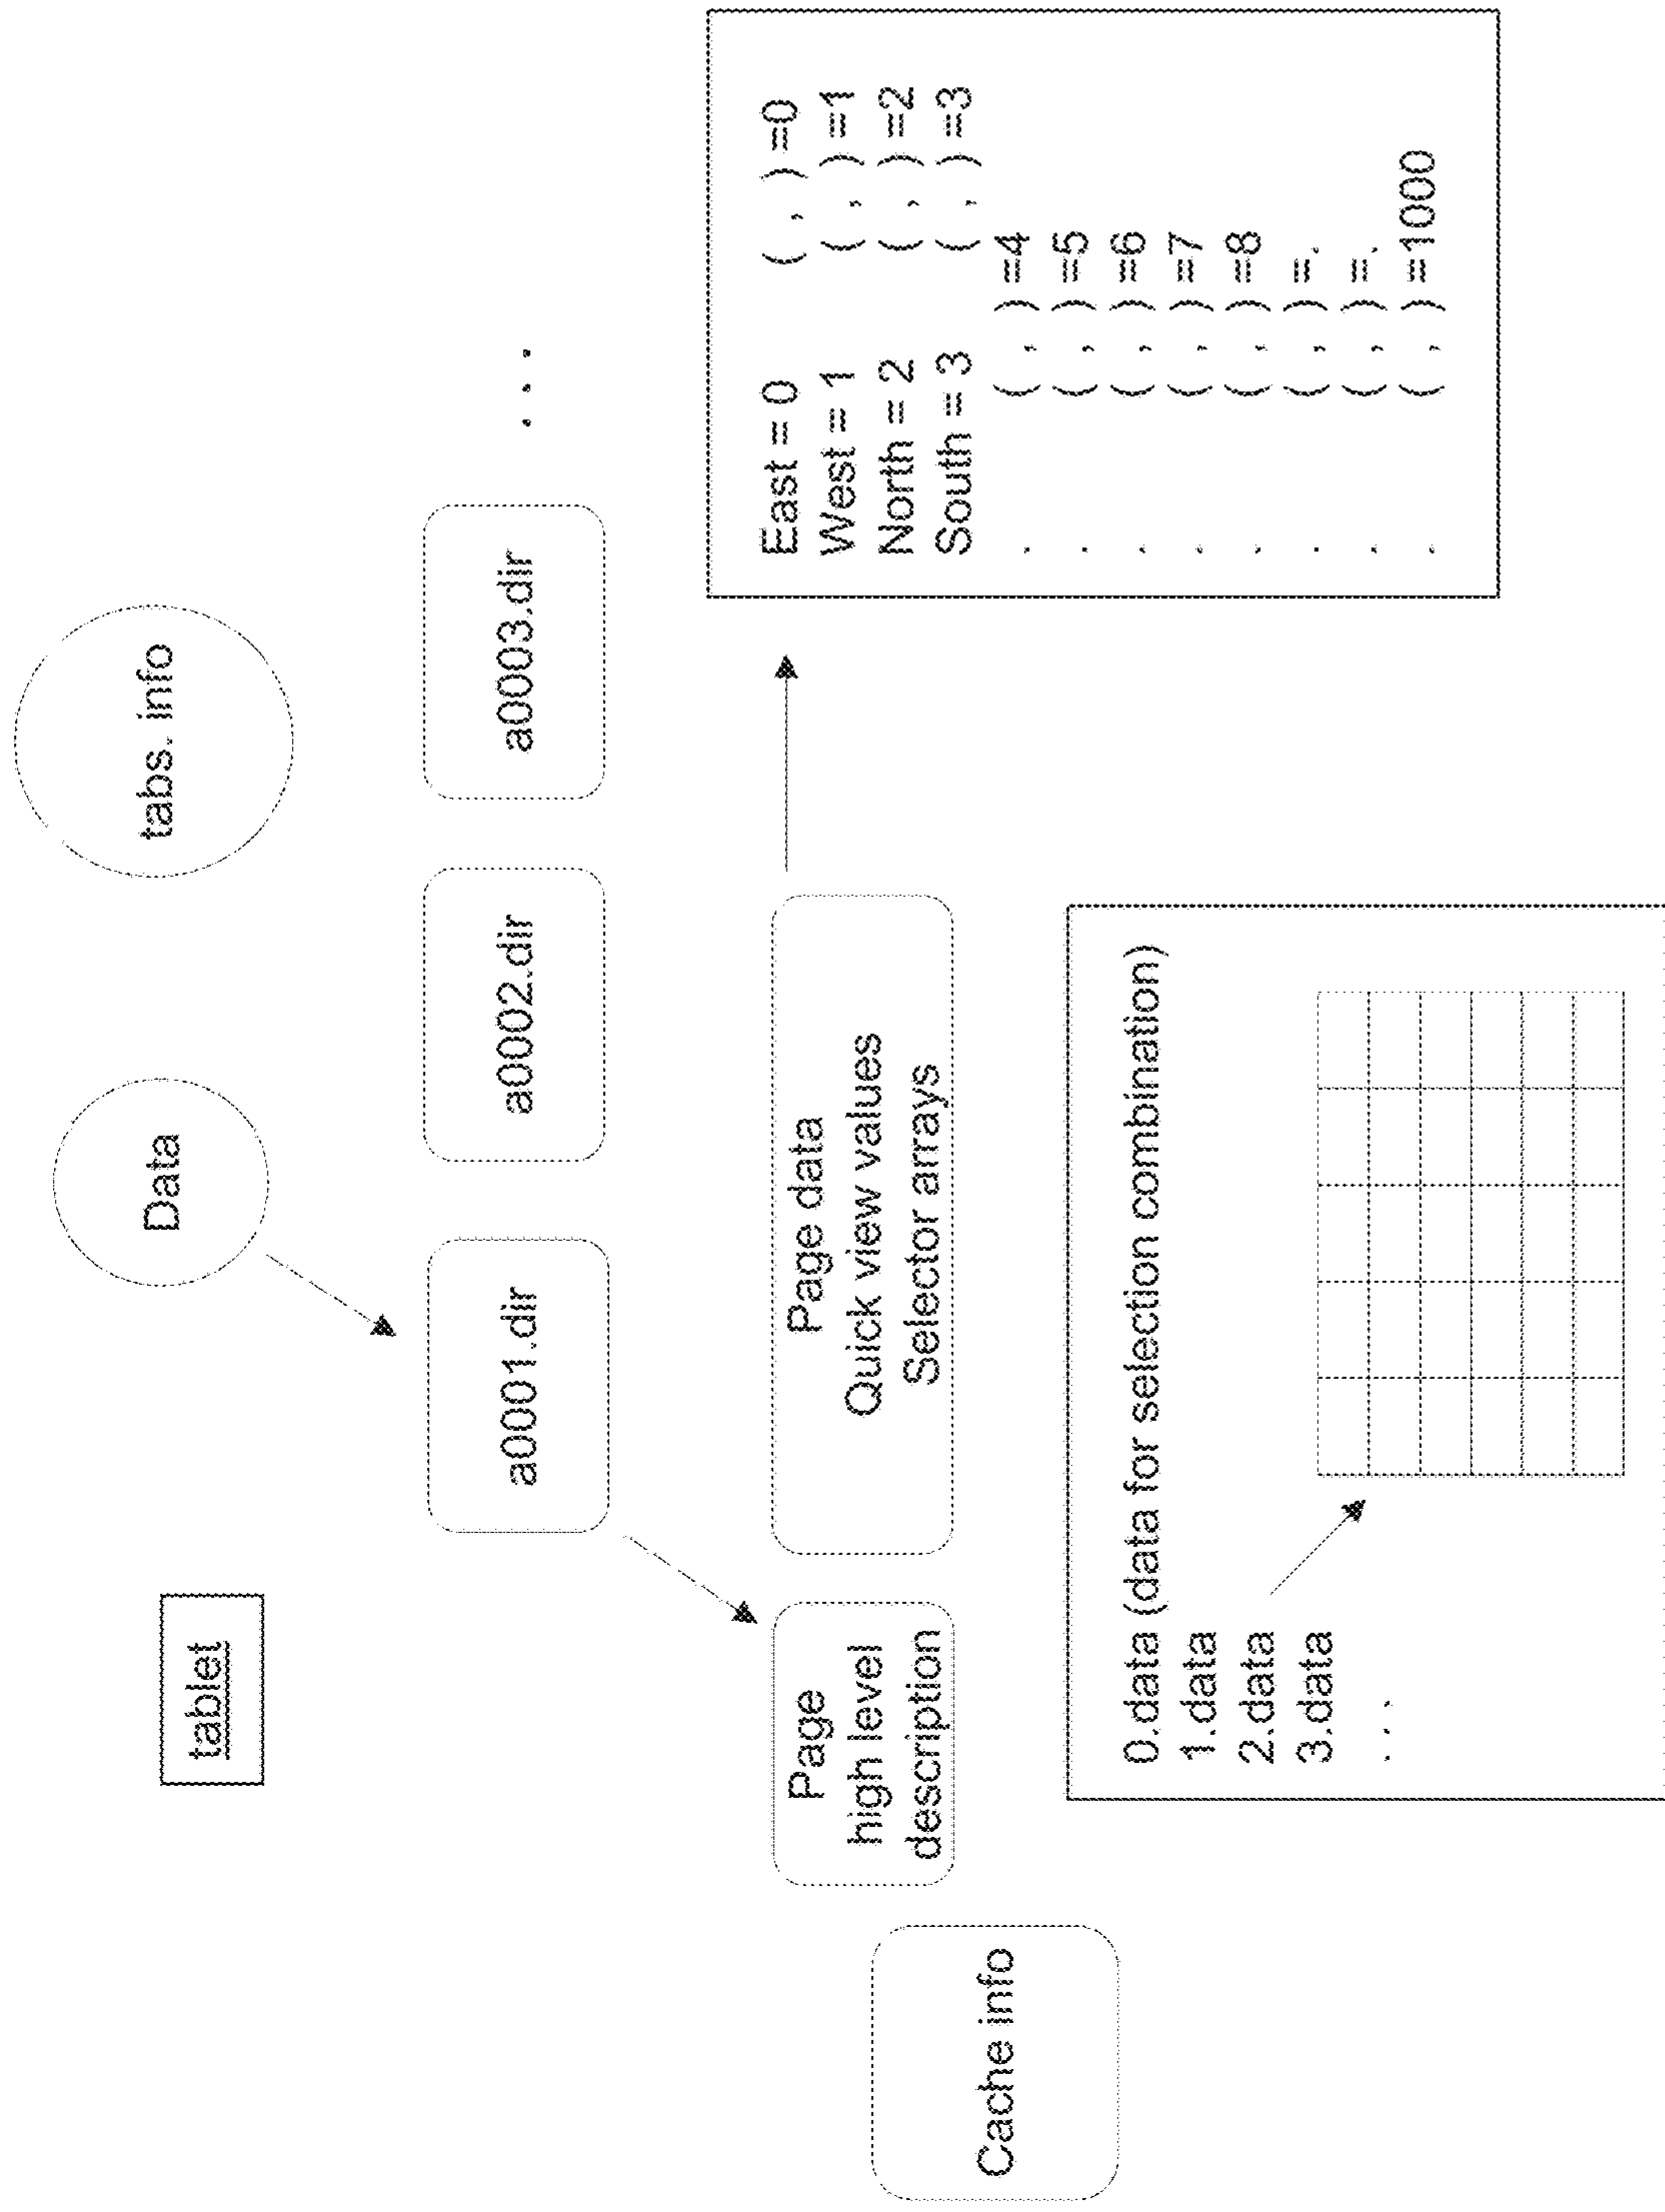 tablet
Data
tabs. info
a0001.dir
a0002.dir
a0003.dir
. . .
Page
high level
description
Page data
Quick view values
Selector arrays
Cache info
East = 0 ( , ) =0
West = 1 ( , ) =1
North = 2 ( , ) =2
South = 3 ( , ) =3
. ( , ) =4
. ( , ) =5
. ( , ) =6
. ( , ) =7
. ( , ) =8
. ( , ) =.
. ( , ) =.
. ( , ) =1000
0.data (data for selection combination)
1.data
2.data
3.data
. . .